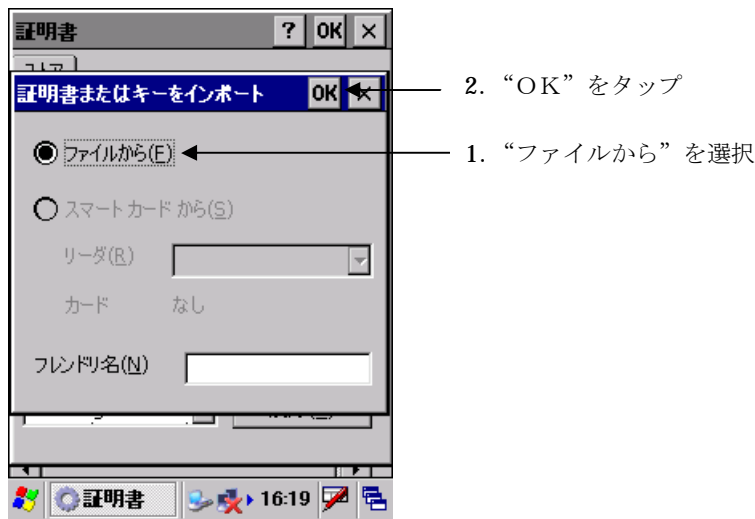 証明書 ? OK ×
ストア
証明書またはキーをインポート OK ×
2. “ＯＫ”をタップ
ファイルから(F)
1. “ファイルから”を選択
スマート カード から(S)
リーダ(R)
カード なし
フレンドリ名(N)
証明書 16:19